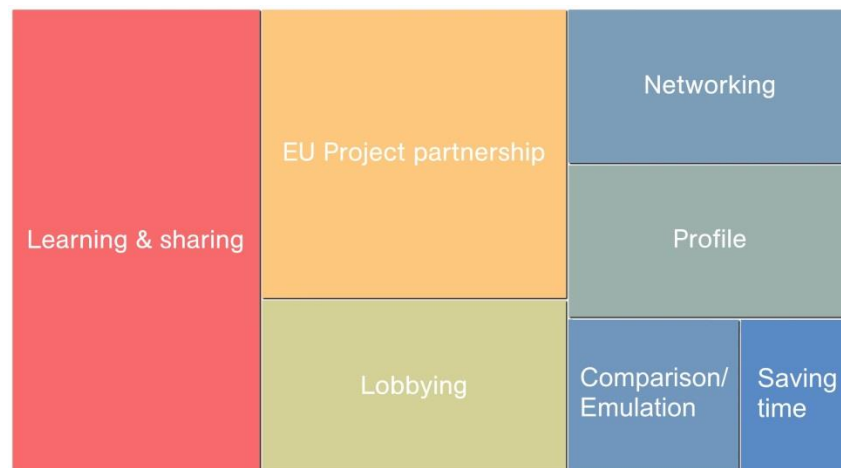 Learning & sharing
EU Project partnership
Lobbying
Networking
Profile
Comparison/
Emulation
Saving
time